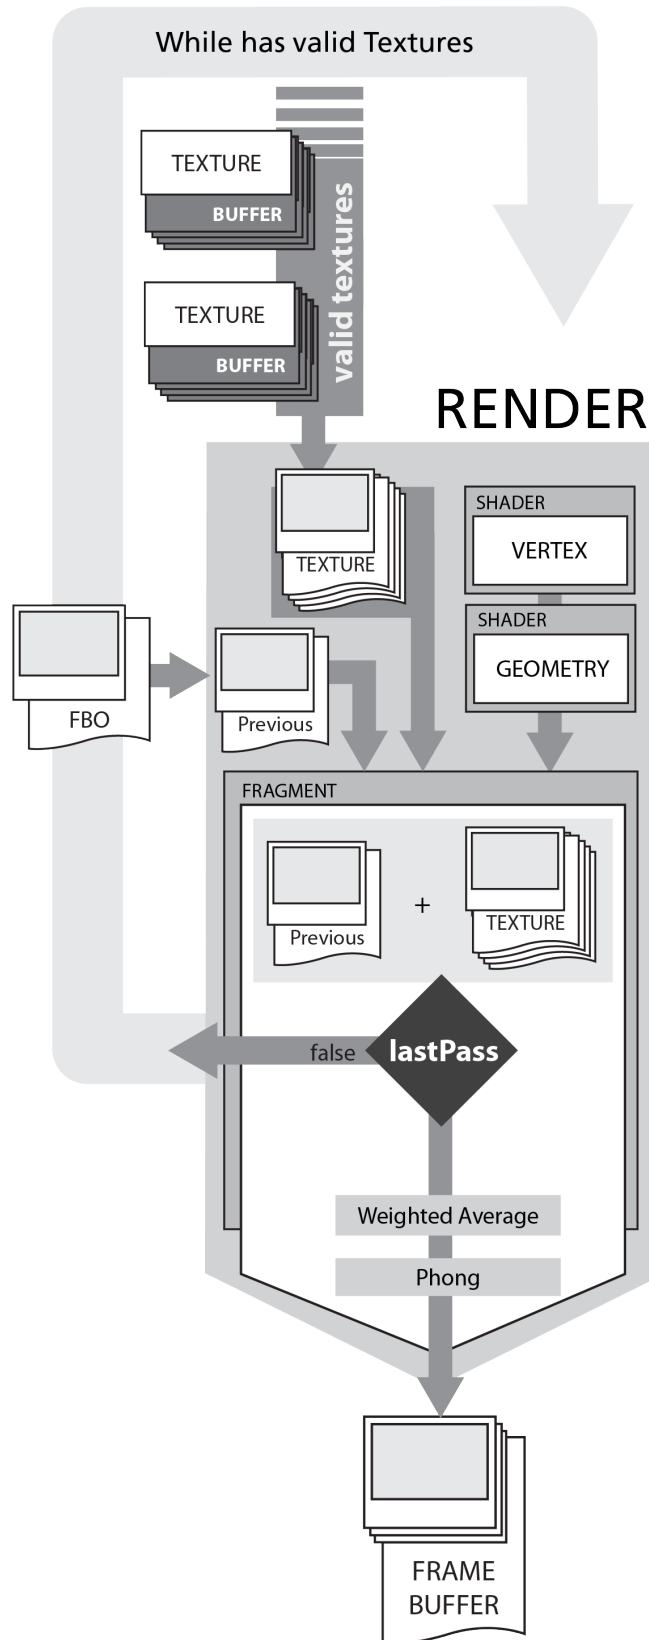 While has valid Textures
TEXTURE
BUFFER
TEXTURE
BUFFER
valid textures
RENDER
TEXTURE
SHADER
VERTEX
SHADER
GEOMETRY
FBO
Previous
FRAGMENT
Previous
+
TEXTURE
false
lastPass
Weighted Average
Phong
FRAME
BUFFER